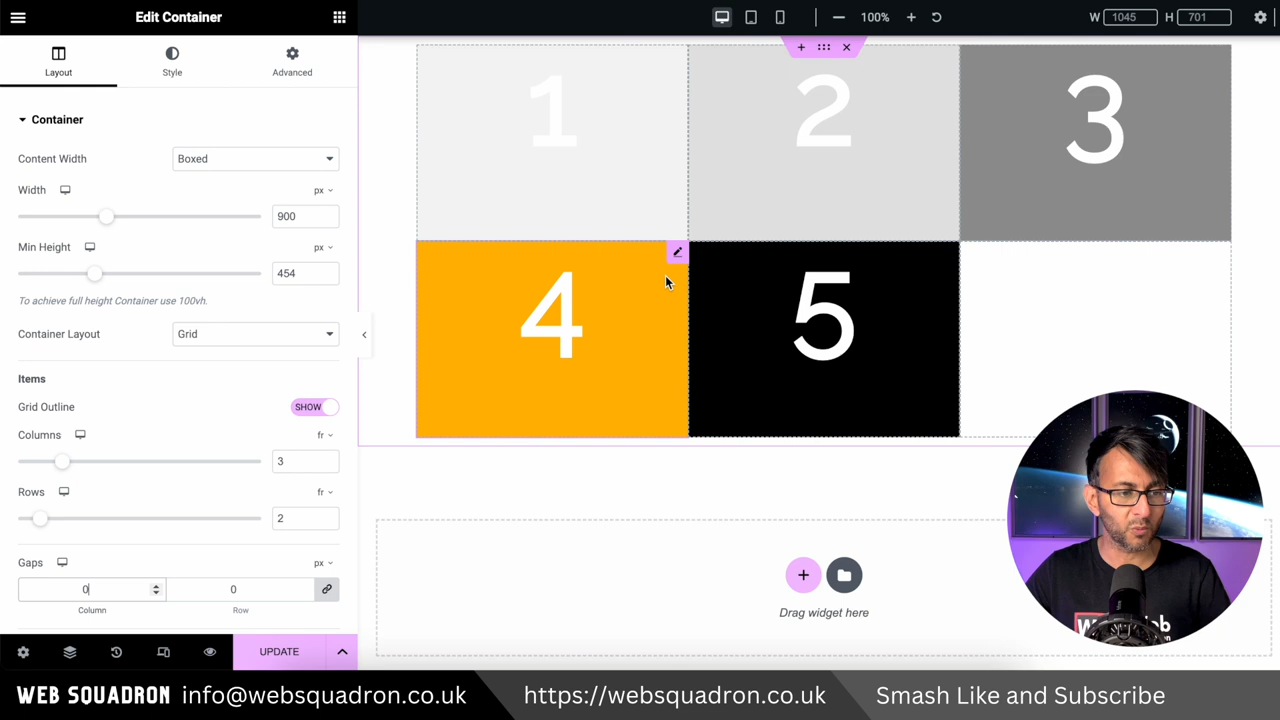 Edit Container
100%
W 1045 H 701
Layout
Style
Advanced
Container
Content Width
Boxed
Width
px
900
Min Height
px
454
To achieve full height Container use 100vh.
Container Layout
Grid
Items
Grid Outline
SHOW
Columns
fr
3
Rows
fr
2
Gaps
px
0
0
Column
Row
UPDATE
1
2
3
4
5
Drag widget here
WEB SQUADRON info@websquadron.co.uk
https://websquadron.co.uk
Smash Like and Subscribe